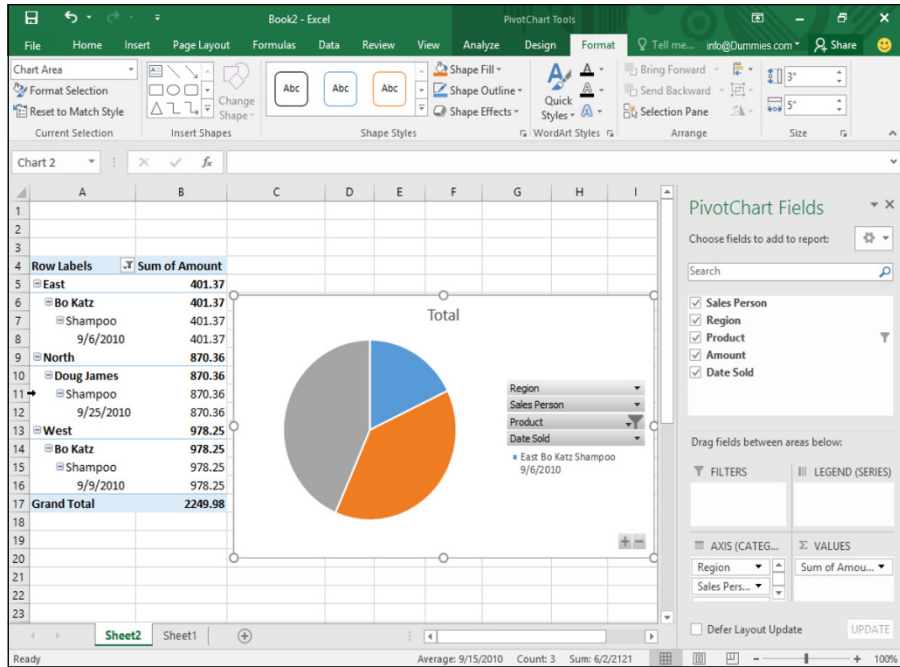 Book2 - Excel
PivotChart Tools
File Home Insert Page Layout Formulas Data Review View Analyze Design Format Tell me... info@Dummies.com Share
Chart Area
Format Selection
Reset to Match Style
Current Selection
Change Shape
Insert Shapes
Abc Abc Abc
Shape Fill
Shape Outline
Shape Effects
Shape Styles
Quick Styles
WordArt Styles
Bring Forward
Send Backward
Selection Pane
Arrange
3"
5"
Size
Chart 2
fx
A B C D E F G H I
1
2
3
4 Row Labels Sum of Amount
5 East 401.37
6 Bo Katz 401.37
7 Shampoo 401.37
8 9/6/2010 401.37
9 North 870.36
10 Doug James 870.36
11 Shampoo 870.36
12 9/25/2010 870.36
13 West 978.25
14 Bo Katz 978.25
15 Shampoo 978.25
16 9/9/2010 978.25
17 Grand Total 2249.98
18
19
20
21
22
23
Total
Region
Sales Person
Product
Date Sold
East Bo Katz Shampoo
9/6/2010
PivotChart Fields
Choose fields to add to report:
Search
Sales Person
Region
Product
Amount
Date Sold
Drag fields between areas below:
FILTERS
LEGEND (SERIES)
AXIS (CATEG...
VALUES
Region
Sales Pers...
Sum of Amou...
Defer Layout Update
UPDATE
Sheet2 Sheet1
Ready
Average: 9/15/2010 Count: 3 Sum: 6/2/2121
100%